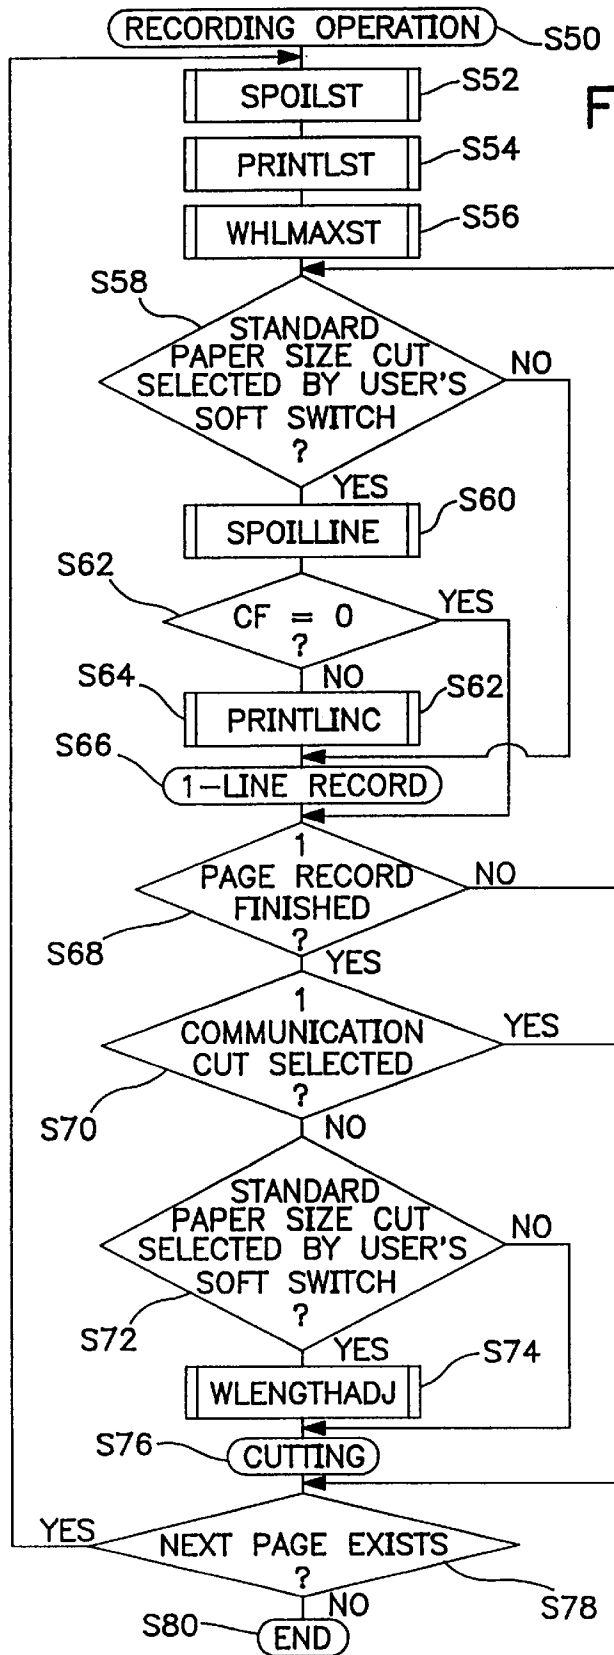 RECORDING OPERATION S50
F
SPOILST S52
PRINTLST S54
WHLMAXST S56
S58
STANDARD
PAPER SIZE CUT
SELECTED BY USER'S
SOFT SWITCH
?
NO
YES
SPOILLINE S60
S62
CF = 0
?
YES
NO
S64
PRINTLINC S62
S66
1-LINE RECORD
1
PAGE RECORD
FINISHED
?
NO
S68
YES
1
COMMUNICATION
CUT SELECTED
?
YES
S70
NO
STANDARD
PAPER SIZE CUT
SELECTED BY USER'S
SOFT SWITCH
?
NO
S72
YES
WLENGTHADJ S74
S76 CUTTING
YES
NEXT PAGE EXISTS
?
S78
NO
S80 END